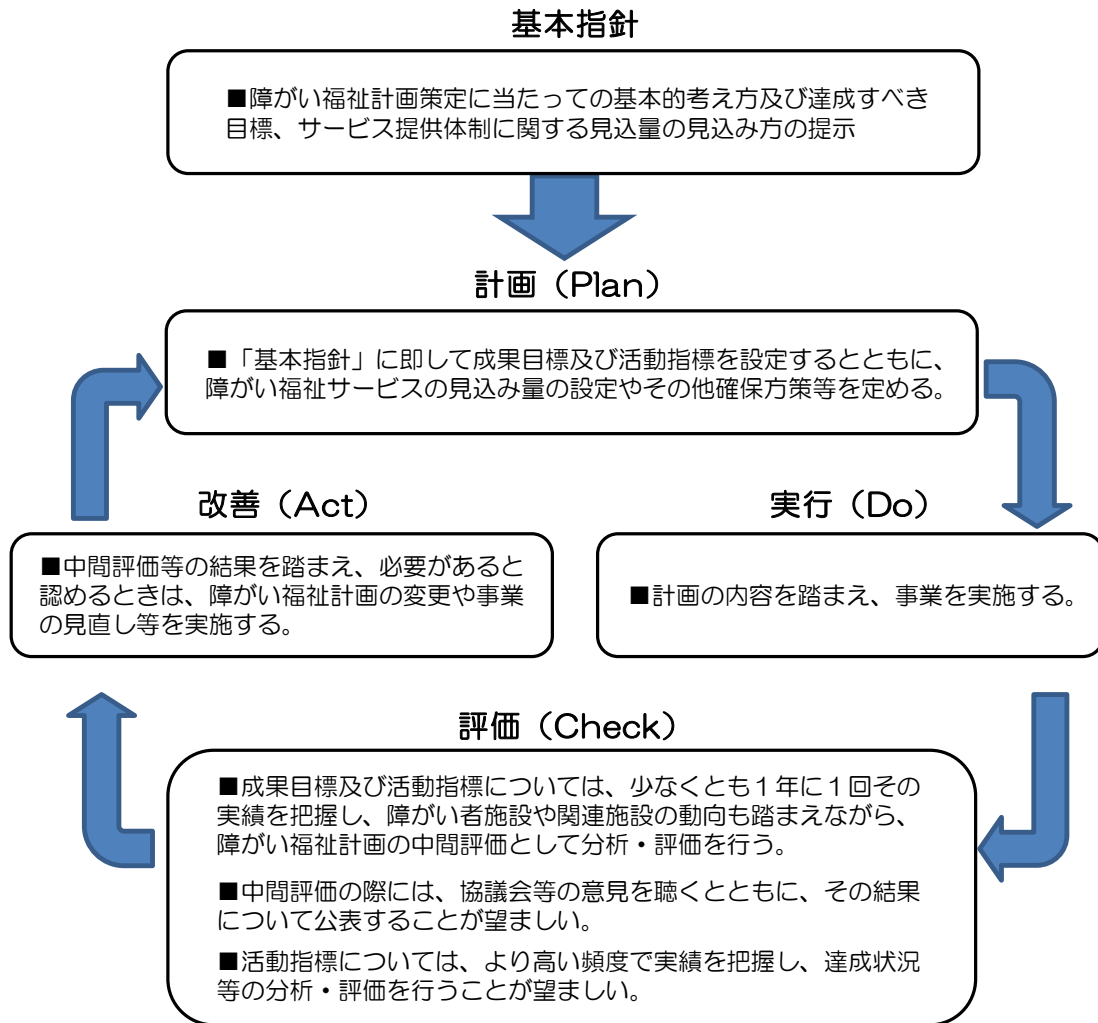 基本指針
■障がい福祉計画策定に当たっての基本的考え方及び達成すべき
目標、サービス提供体制に関する見込量の見込み方の提示
計画（Plan）
■「基本指針」に即して成果目標及び活動指標を設定するとともに、
障がい福祉サービスの見込み量の設定やその他確保方策等を定める。
改善（Act）
■中間評価等の結果を踏まえ、必要があると
認めるときは、障がい福祉計画の変更や事業
の見直し等を実施する。
実行（Do）
■計画の内容を踏まえ、事業を実施する。
評価（Check）
■成果目標及び活動指標については、少なくとも１年に１回その
実績を把握し、障がい者施設や関連施設の動向も踏まえながら、
障がい福祉計画の中間評価として分析・評価を行う。
■中間評価の際には、協議会等の意見を聴くとともに、その結果
について公表することが望ましい。
■活動指標については、より高い頻度で実績を把握し、達成状況
等の分析・評価を行うことが望ましい。